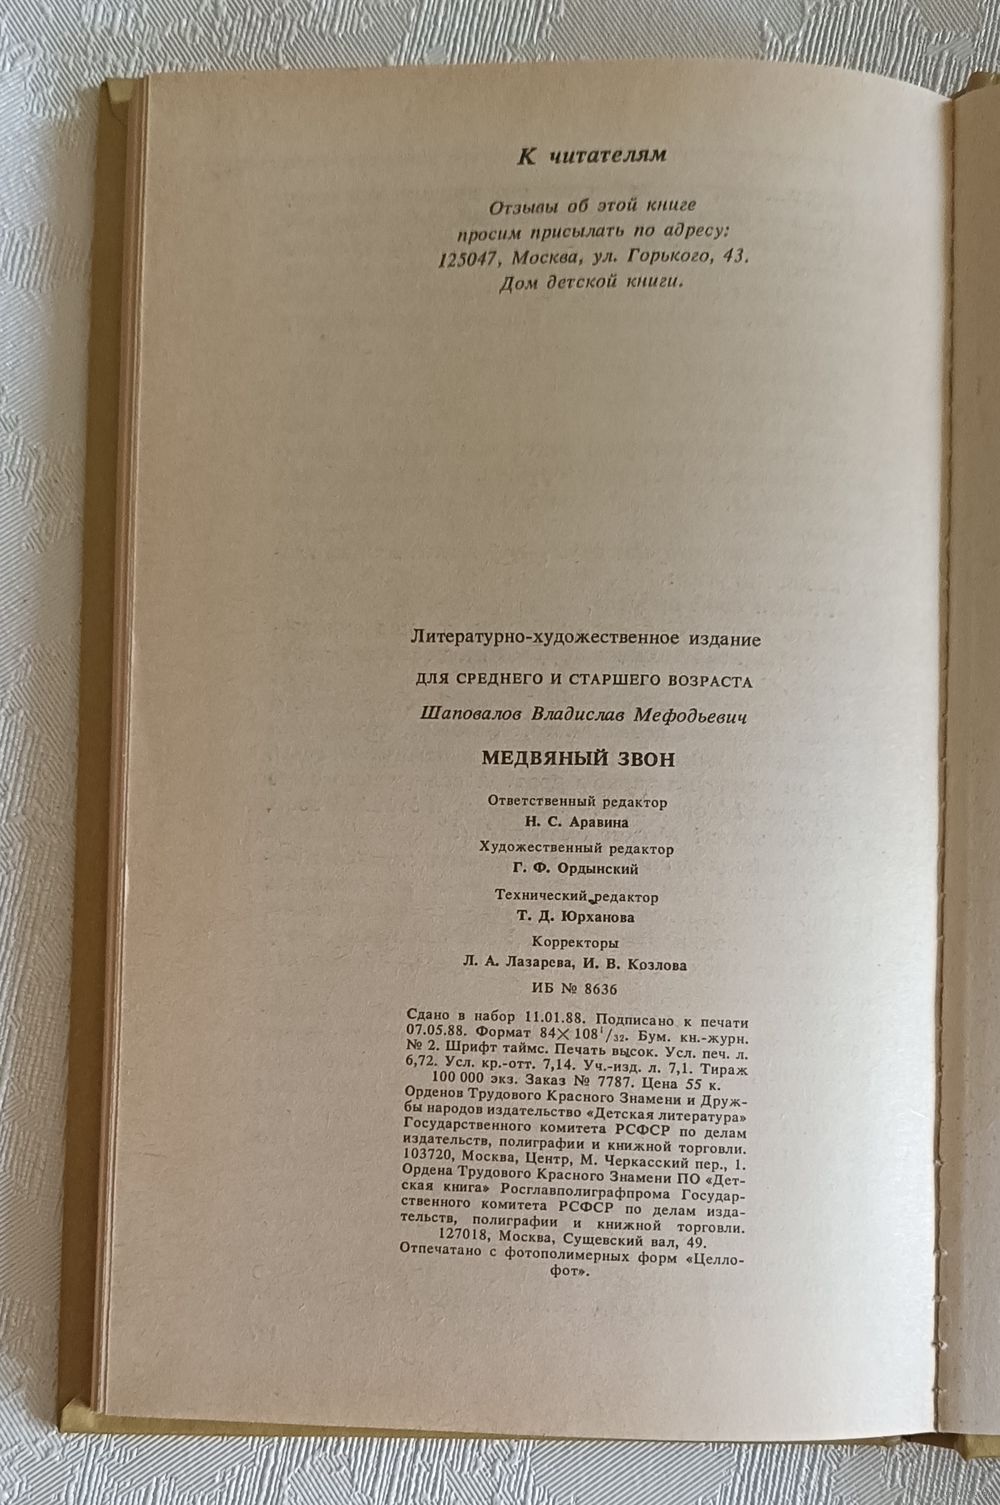 К читателям
Отзывы об этой книге
просим присылать по адресу:
125047, Москва, ул. Горького, 43.
Дом детской книги.
Литературно-художественное издание
ДЛЯ СРЕДНЕГО И СТАРШЕГО ВОЗРАСТА
Шаповалов Владислав Мефодьевич
МЕДВЯНЫЙ ЗВОН
Ответственный редактор
Н. С. Аравина
Художественный редактор
Г. Ф. Ордынский
Технический редактор
Т. Д. Юрханова
Корректоры
Л. А. Лазарева, И. В. Козлова
ИБ № 8636
Сдано в набор 11.01.88. Подписано к печати
07.05.88. Формат 84×108¹/₃₂. Бум. кн.-журн.
№ 2. Шрифт таймс. Печать высок. Усл. печ. л.
6,72. Усл. кр.-отт. 7,14. Уч.-изд. л. 7,1. Тираж
100 000 экз. Заказ № 7787. Цена 55 к.
Орденов Трудового Красного Знамени и Друж-
бы народов издательство «Детская литература»
Государственного комитета РСФСР по делам
издательств, полиграфии и книжной торговли.
103720, Москва, Центр, М. Черкасский пер., 1.
Ордена Трудового Красного Знамени ПО «Дет-
ская книга» Росглавполиграфпрома Государ-
ственного комитета РСФСР по делам изда-
тельств, полиграфии и книжной торговли.
127018, Москва, Сущевский вал, 49.
Отпечатано с фотополимерных форм «Целло-
фот».